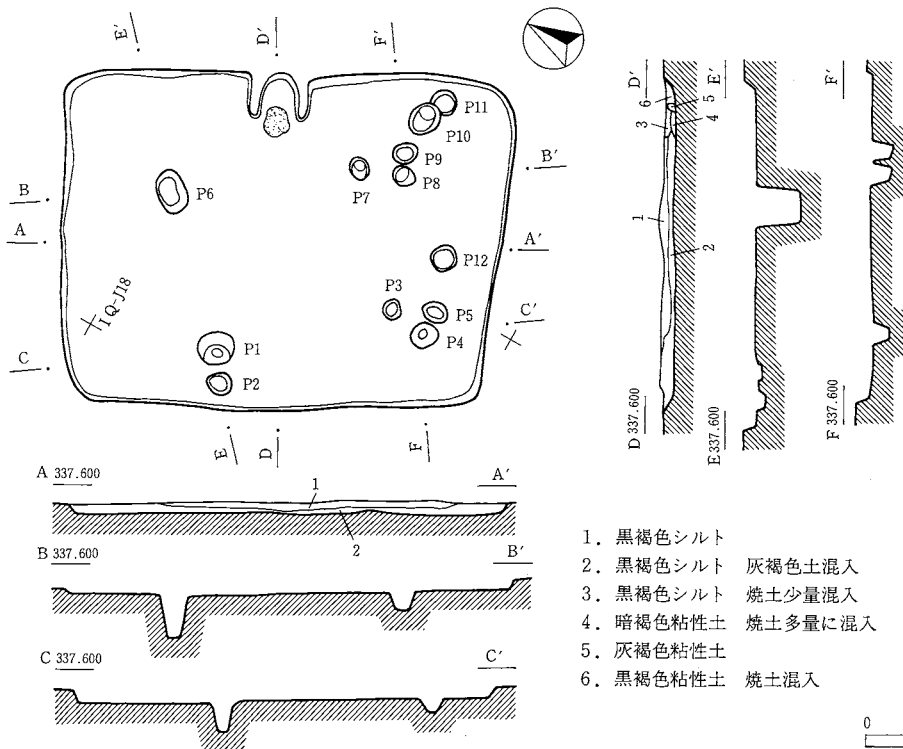 E' D' F'
P11
P10
P9
P8
P7
P6
B B'
A A'
P12
P3
P5
P4
C C'
I Q-J18
P1
P2
E D F
A 337.600 A'
1
2
B 337.600 B'
C 337.600 C'
D' E' F'
6 5
3 4
1
2
D 337.600
E 337.600
F 337.600
1. 黒褐色シルト
2. 黒褐色シルト 灰褐色土混入
3. 黒褐色シルト 焼土少量混入
4. 暗褐色粘性土 焼土多量に混入
5. 灰褐色粘性土
6. 黒褐色粘性土 焼土混入
0